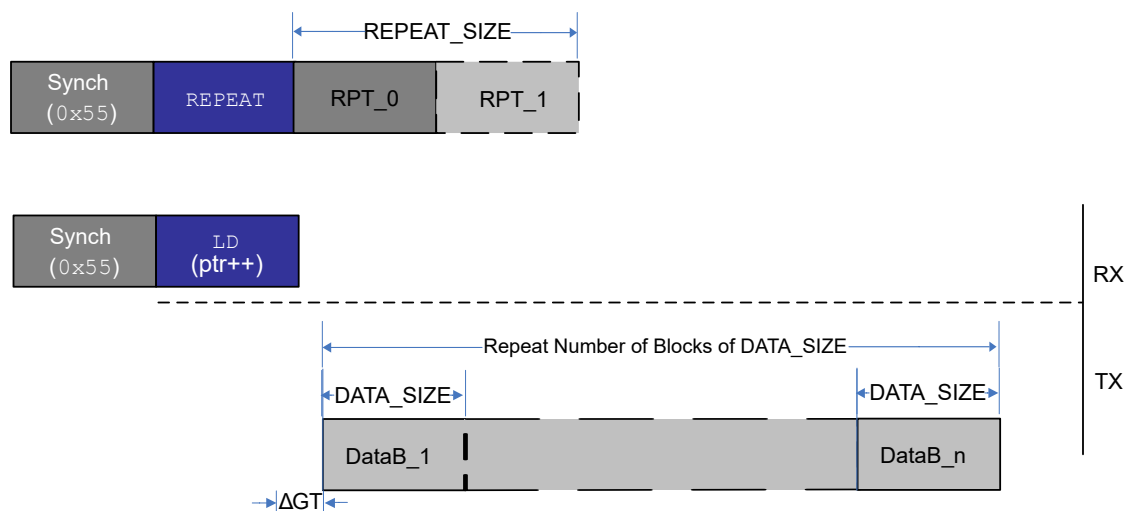 REPEAT_SIZE
Synch
(0x55)
REPEAT
RPT_0
RPT_1
Synch
(0x55)
LD
(ptr++)
RX
Repeat Number of Blocks of DATA_SIZE
TX
DATA_SIZE
DATA_SIZE
DataB_1
DataB_n
ΔGT